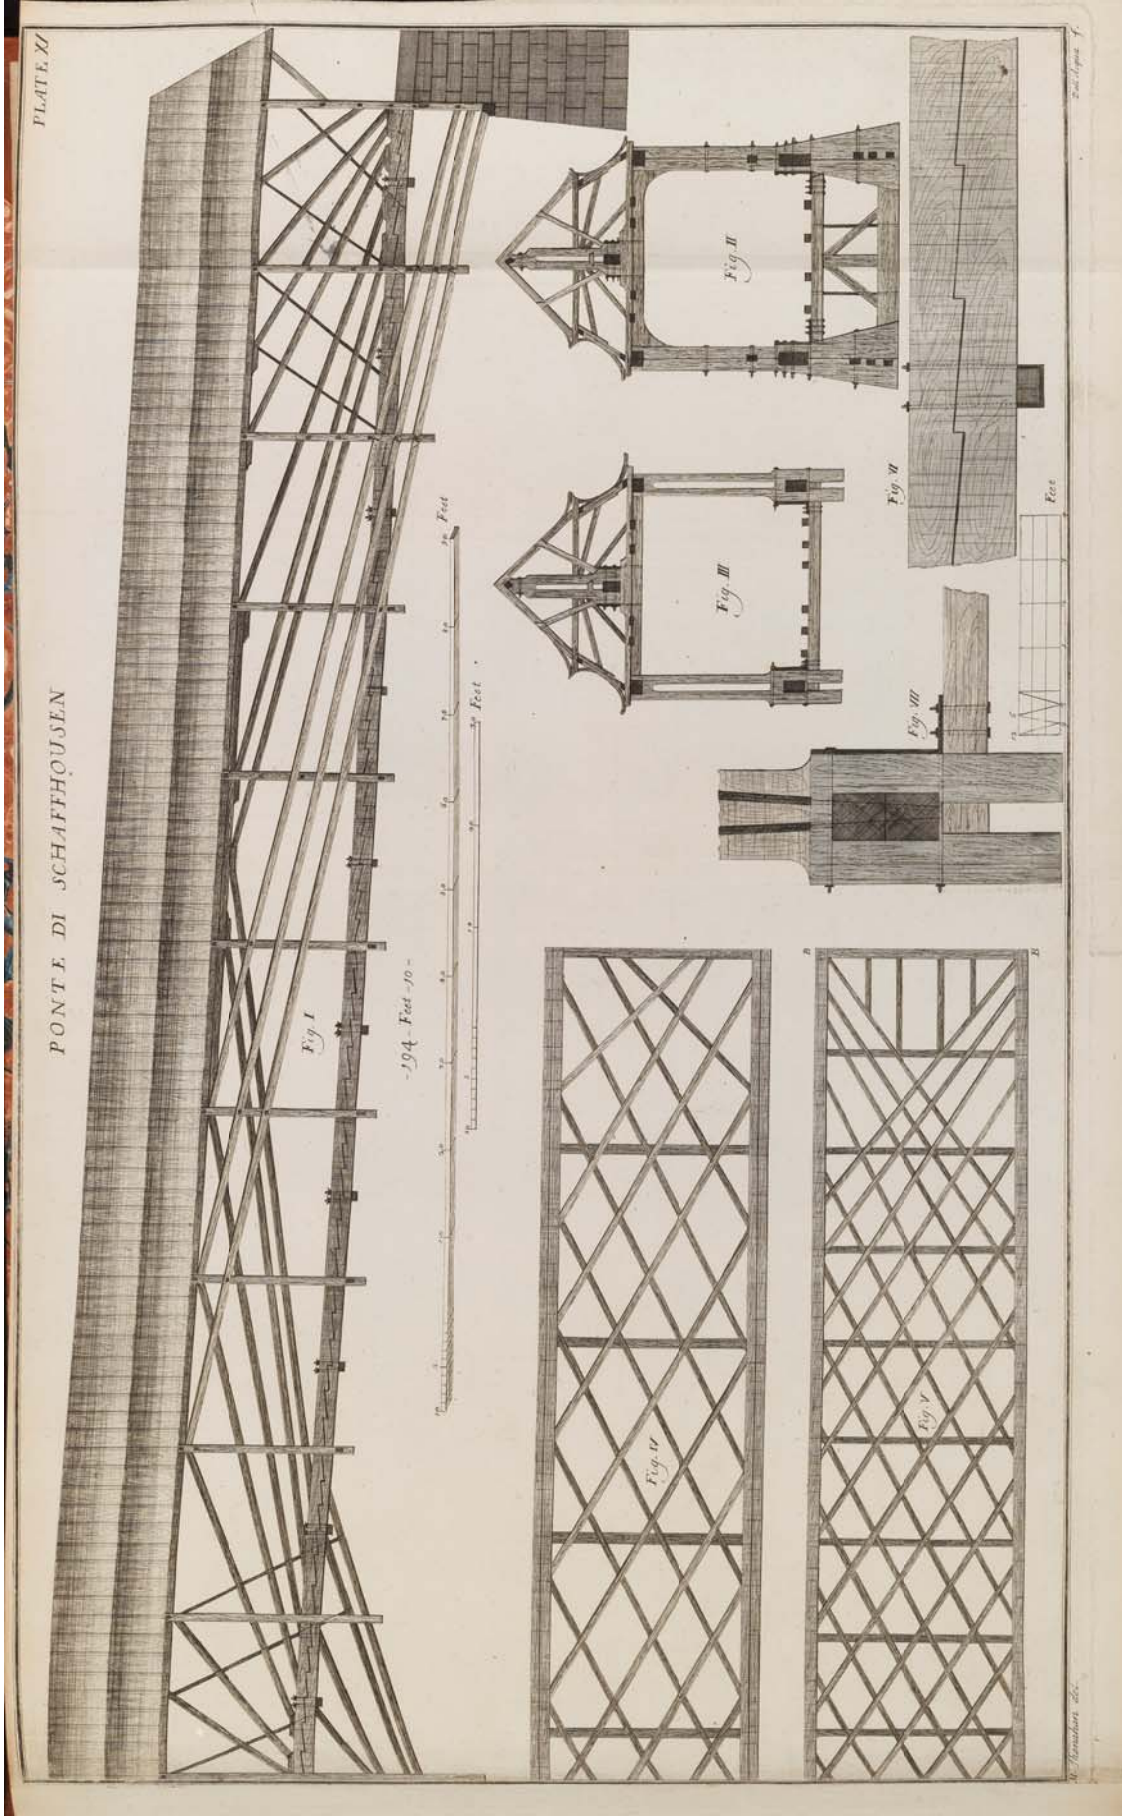 PLATE XI
PONTE DI SCHAFFHOUSEN
Fig. I
-194- Feet -10-
Feet
Feet
Fig. II
Fig. III
Fig. VI
Feet
Fig. VII
Fig. IV
Fig. V
B
B